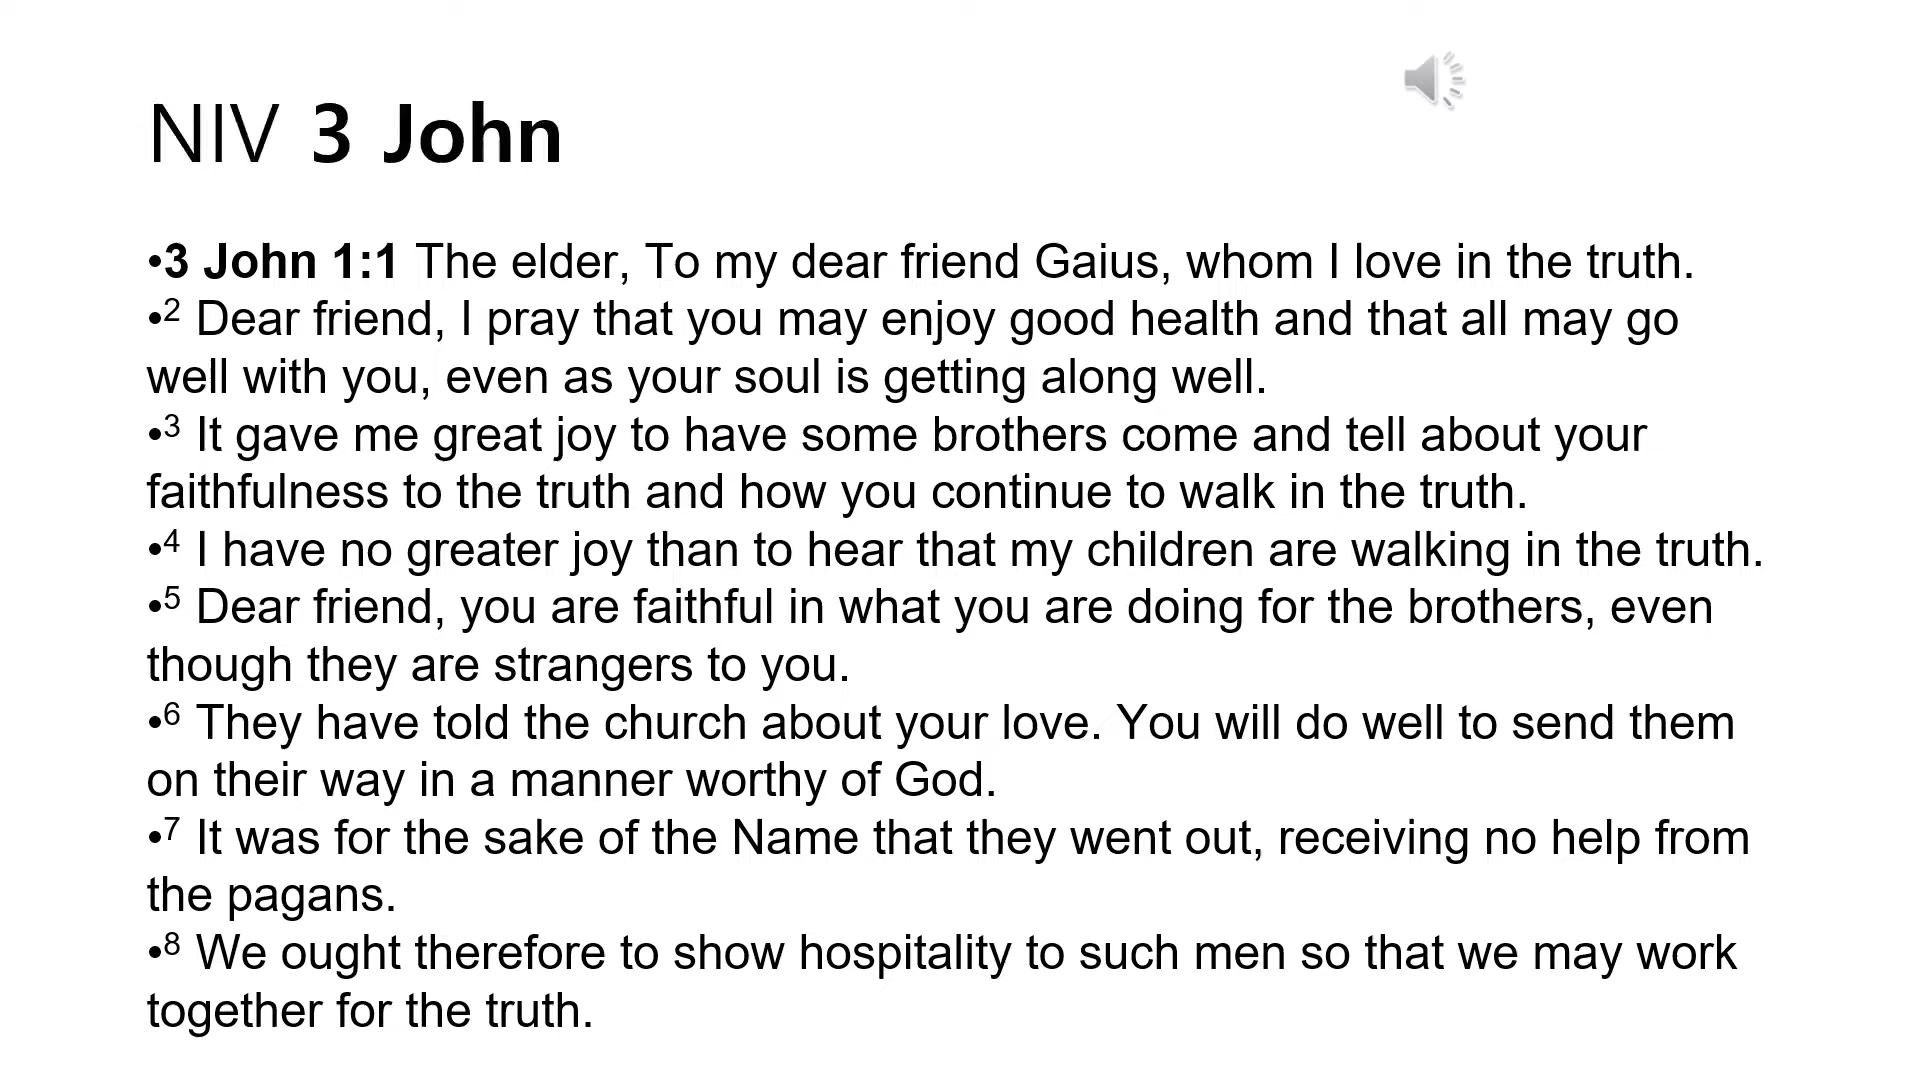 NIV 3 John
•3 John 1:1 The elder, To my dear friend Gaius, whom I love in the truth.
•2 Dear friend, I pray that you may enjoy good health and that all may go
well with you, even as your soul is getting along well.
•3 It gave me great joy to have some brothers come and tell about your
faithfulness to the truth and how you continue to walk in the truth.
•4 I have no greater joy than to hear that my children are walking in the truth.
•5 Dear friend, you are faithful in what you are doing for the brothers, even
though they are strangers to you.
•6 They have told the church about your love. You will do well to send them
on their way in a manner worthy of God.
•7 It was for the sake of the Name that they went out, receiving no help from
the pagans.
•8 We ought therefore to show hospitality to such men so that we may work
together for the truth.